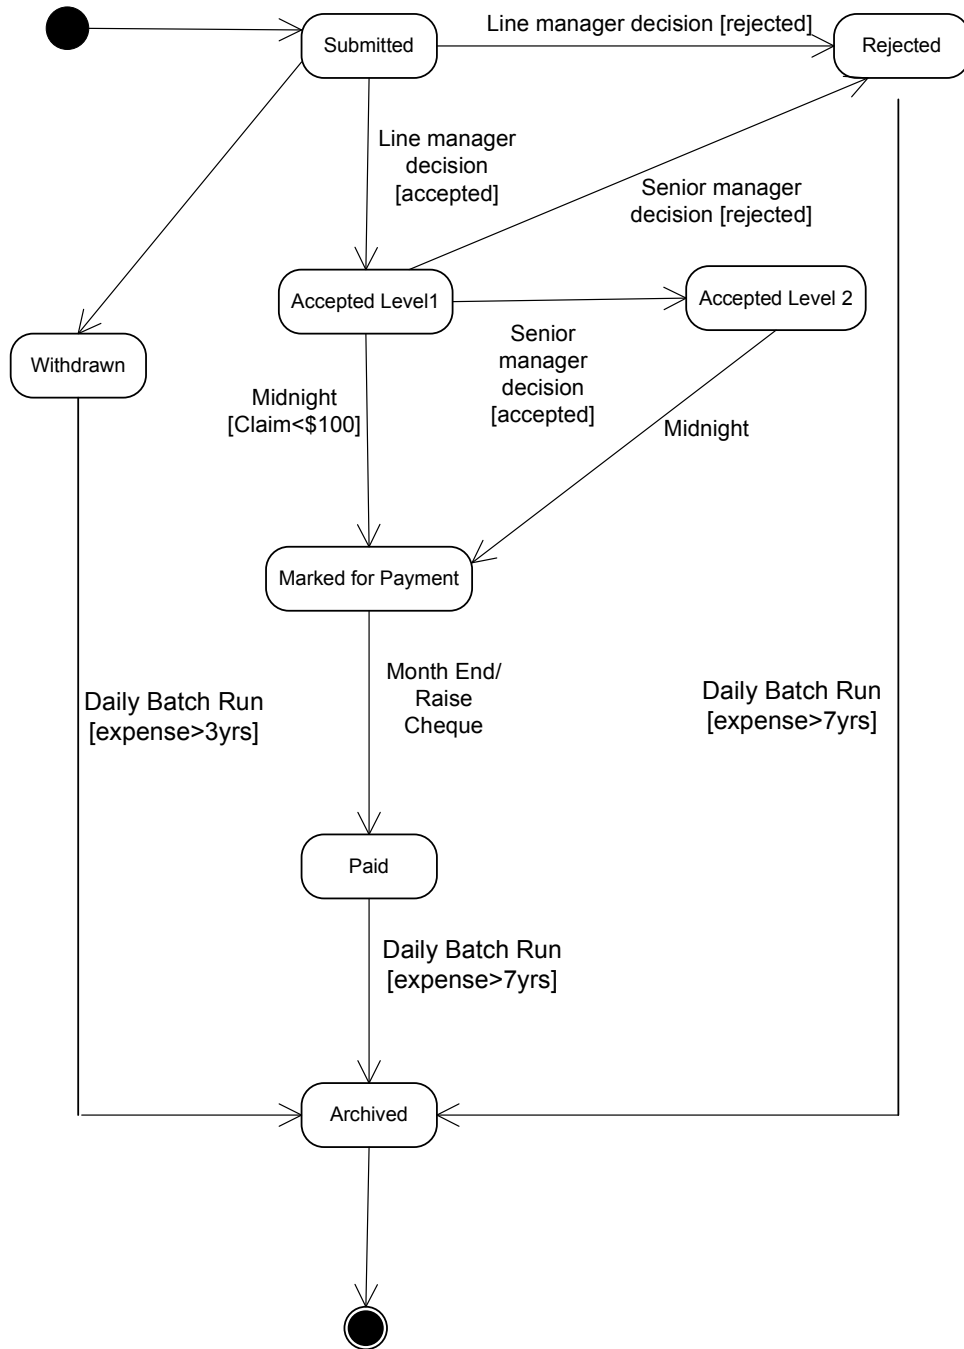 Line manager decision [rejected]
Submitted
Rejected
Line manager
decision
[accepted]
Senior manager
decision [rejected]
Accepted Level1
Accepted Level 2
Withdrawn
Senior
manager
decision
[accepted]
Midnight
[Claim<$100]
Midnight
Marked for Payment
Month End/
Raise
Cheque
Daily Batch Run
[expense>3yrs]
Daily Batch Run
[expense>7yrs]
Paid
Daily Batch Run
[expense>7yrs]
Archived